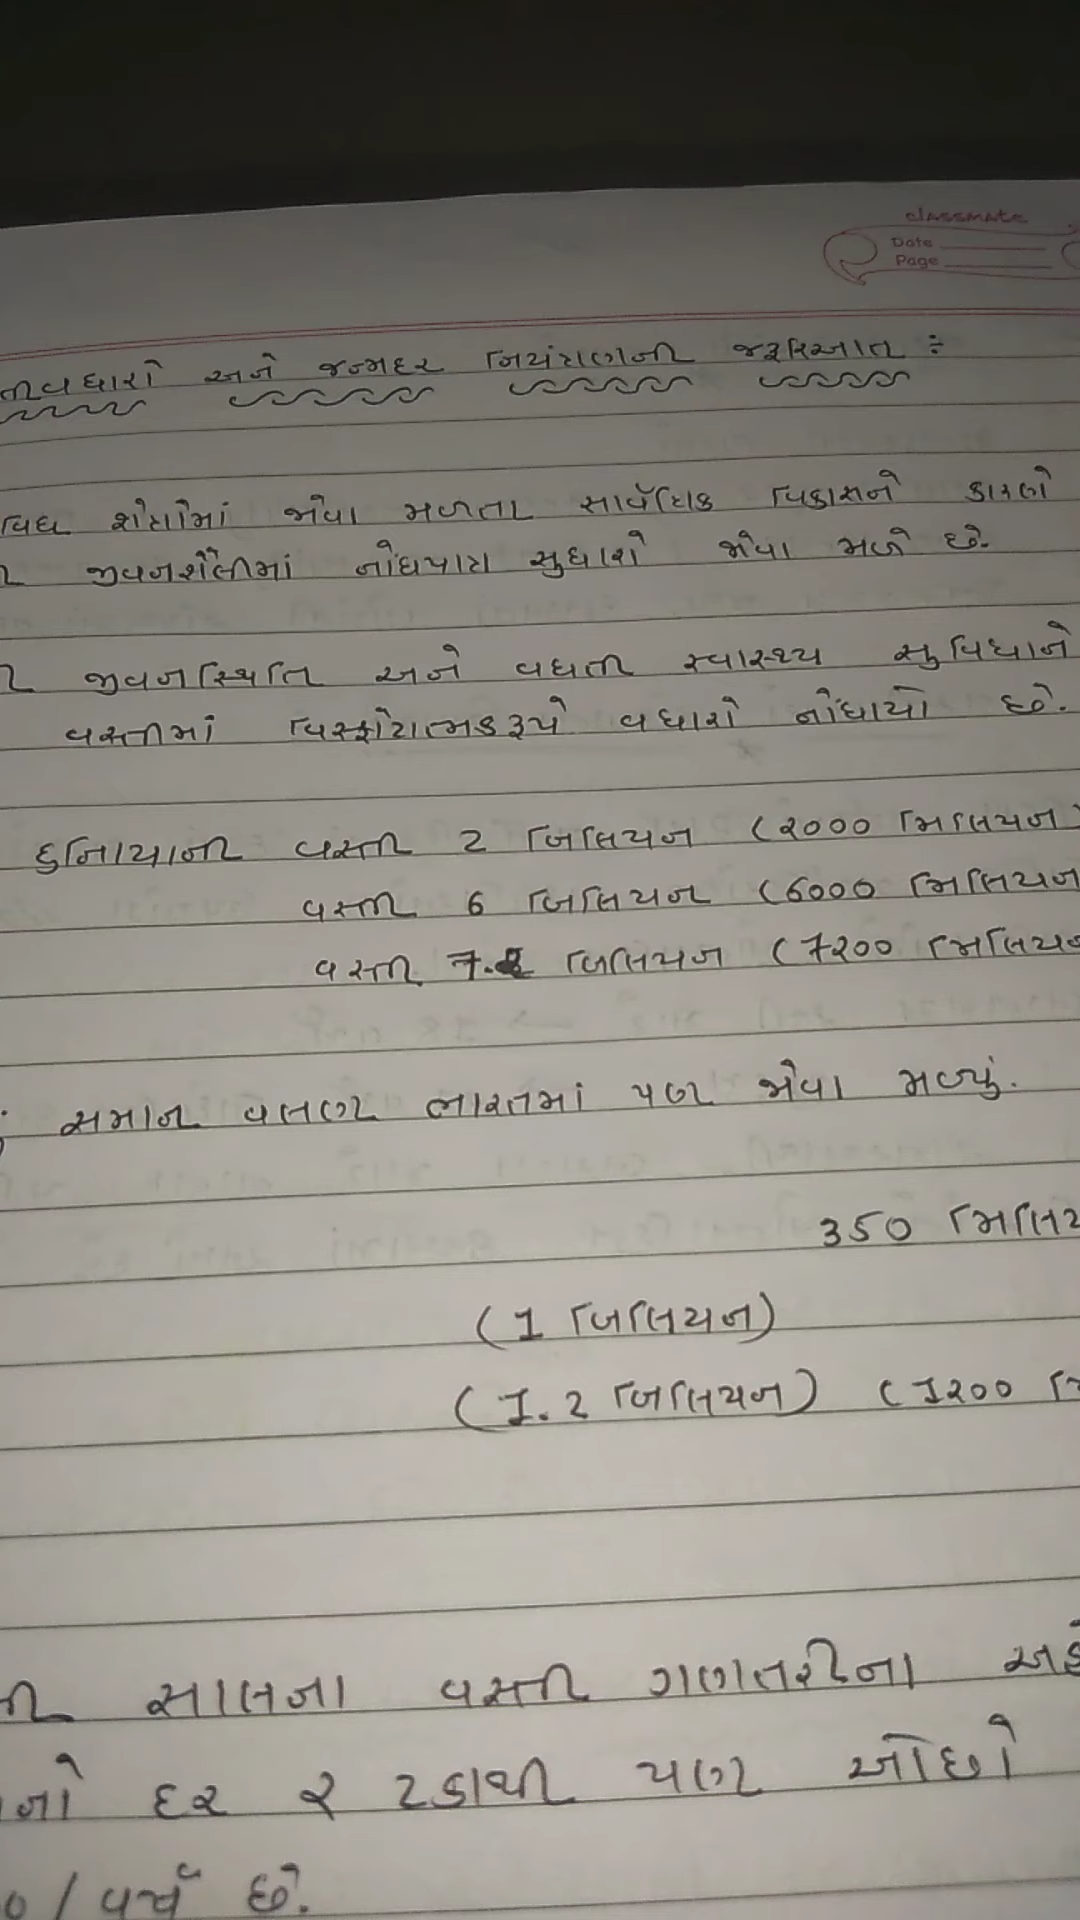 classmate
Date
Page
વધારો અને જન્મદર નિયંત્રણની જરૂરિયાત :
વિધ ક્ષેત્રોમાં જોવા મળતા સાર્વત્રિક વિકાસને કારણે
જીવનશૈલીમાં નોંધપાત્ર સુધારો જોવા મળે છે.
જીવનસ્થિતિ અને વધતી સ્વાસ્થ્ય સુવિધાને
વસ્તીમાં વિસ્ફોટાત્મકરૂપે વધારો નોંધાયો છે.
દુનિયાની વસ્તી 2 બિલિયન (2000 મિલિયન)
વસ્તી 6 બિલિયન (6000 મિલિયન
વસ્તી 7.2 બિલિયન (7200 મિલિયન
સમાન વલણ ભારતમાં પણ જોવા મળ્યું.
350 મિલિય
(1 બિલિયન)
(1.2 બિલિયન) (1200 મિ
સાલના વસ્તી ગણતરીના
નો દર 2 ટકાથી પણ ઓછો
0 / વર્ષ છે.